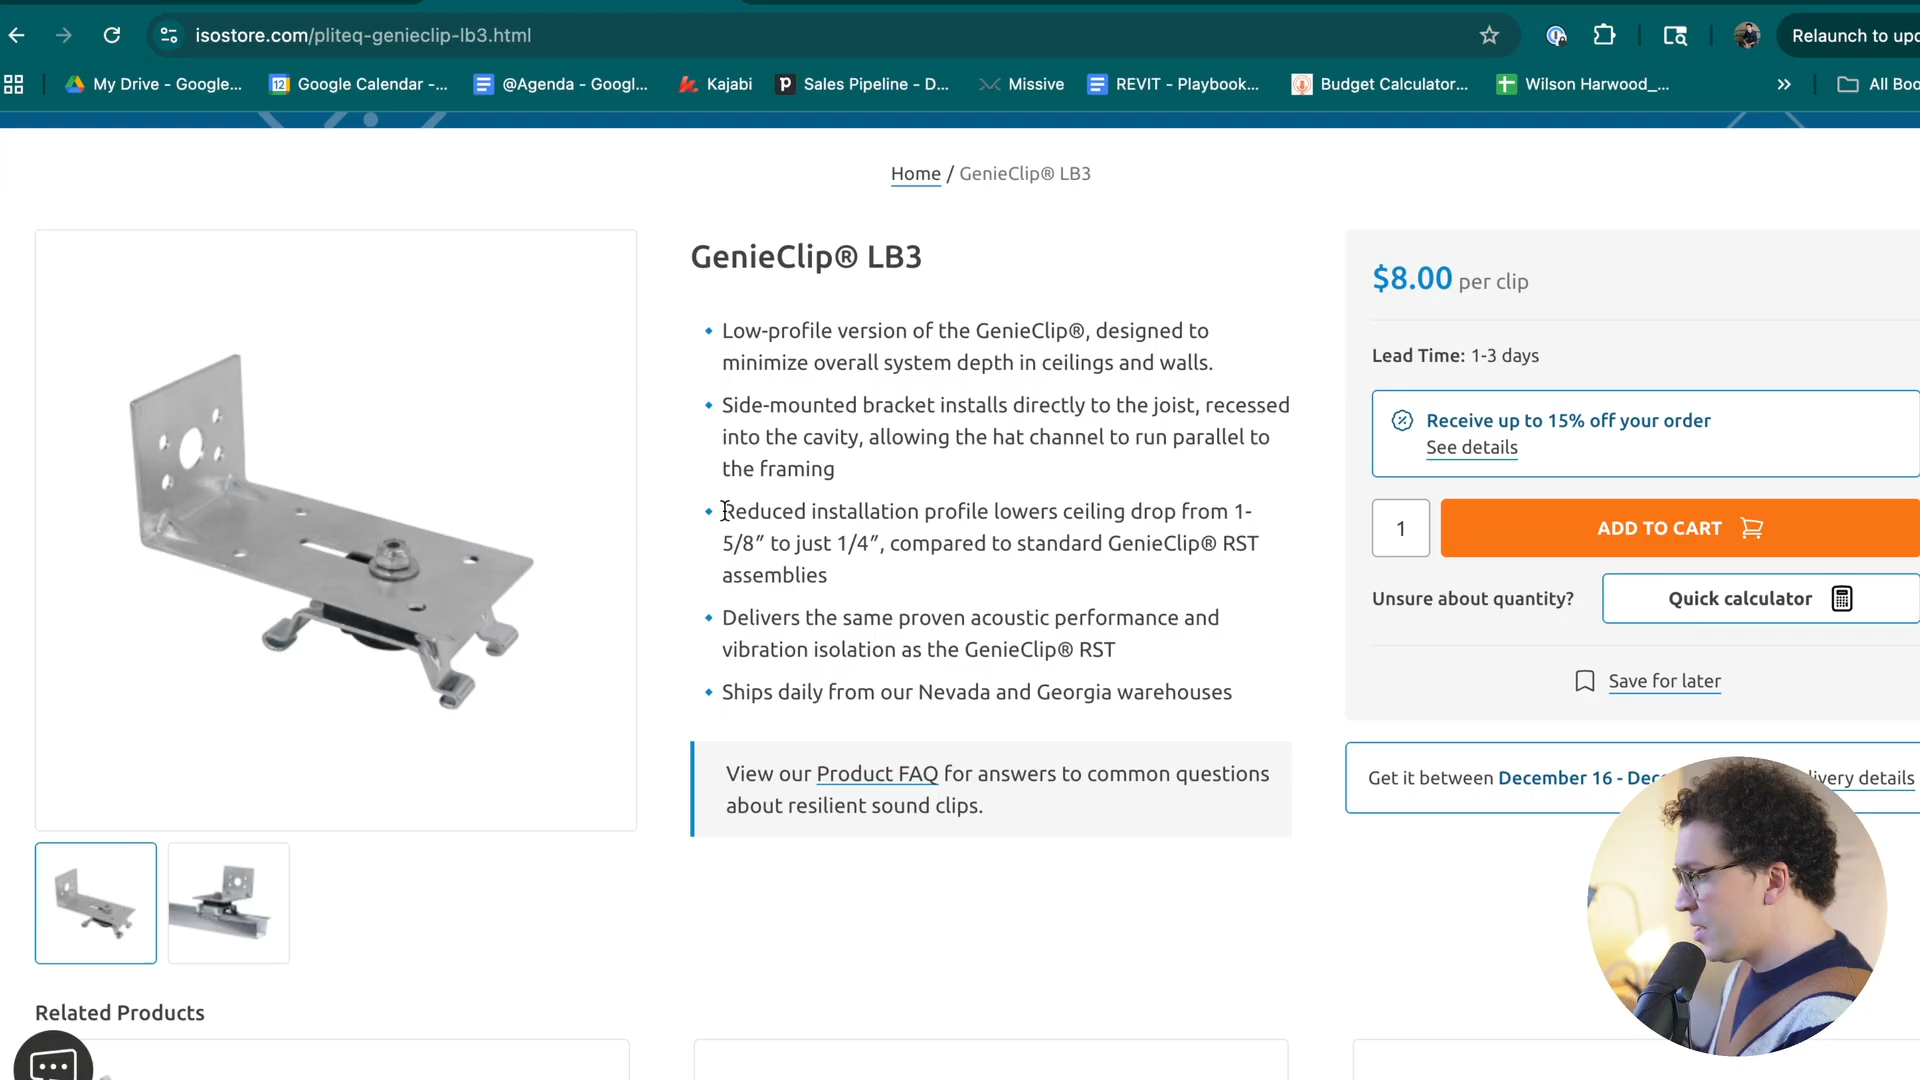 isostore.com/pliteq-genieclip-lb3.html
Relaunch to upd
My Drive - Google...
12
Google Calendar -...
@Agenda - Googl...
Kajabi
p
Sales Pipeline - D...
Missive
REVIT - Playbook...
Budget Calculator...
Wilson Harwood_...
All Boo
Home / GenieClip® LB3
GenieClip® LB3
• Low-profile version of the GenieClip®, designed to
minimize overall system depth in ceilings and walls.
• Side-mounted bracket installs directly to the joist, recessed
into the cavity, allowing the hat channel to run parallel to
the framing
• Reduced installation profile lowers ceiling drop from 1-
5/8″ to just 1/4″, compared to standard GenieClip® RST
assemblies
• Delivers the same proven acoustic performance and
vibration isolation as the GenieClip® RST
• Ships daily from our Nevada and Georgia warehouses
View our Product FAQ for answers to common questions
about resilient sound clips.
$8.00 per clip
Lead Time: 1-3 days
Receive up to 15% off your order
See details
1
ADD TO CART
Unsure about quantity?
Quick calculator
Save for later
Get it between December 16 - Dec
livery details
Related Products